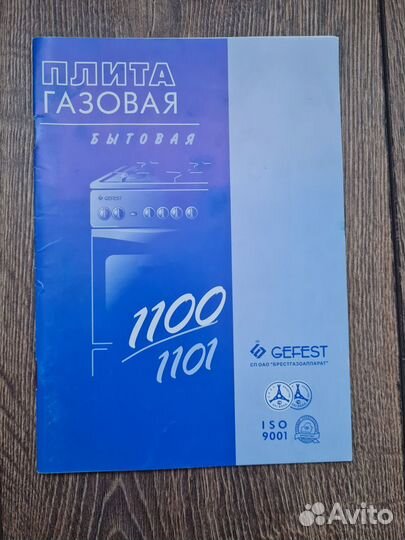 ПЛИТА
ГАЗОВАЯ
БЫТОВАЯ
GEFEST
1100
1101
GEFEST
СП ОАО "БРЕСТГАЗОАППАРАТ"
ISO
9001
Avito